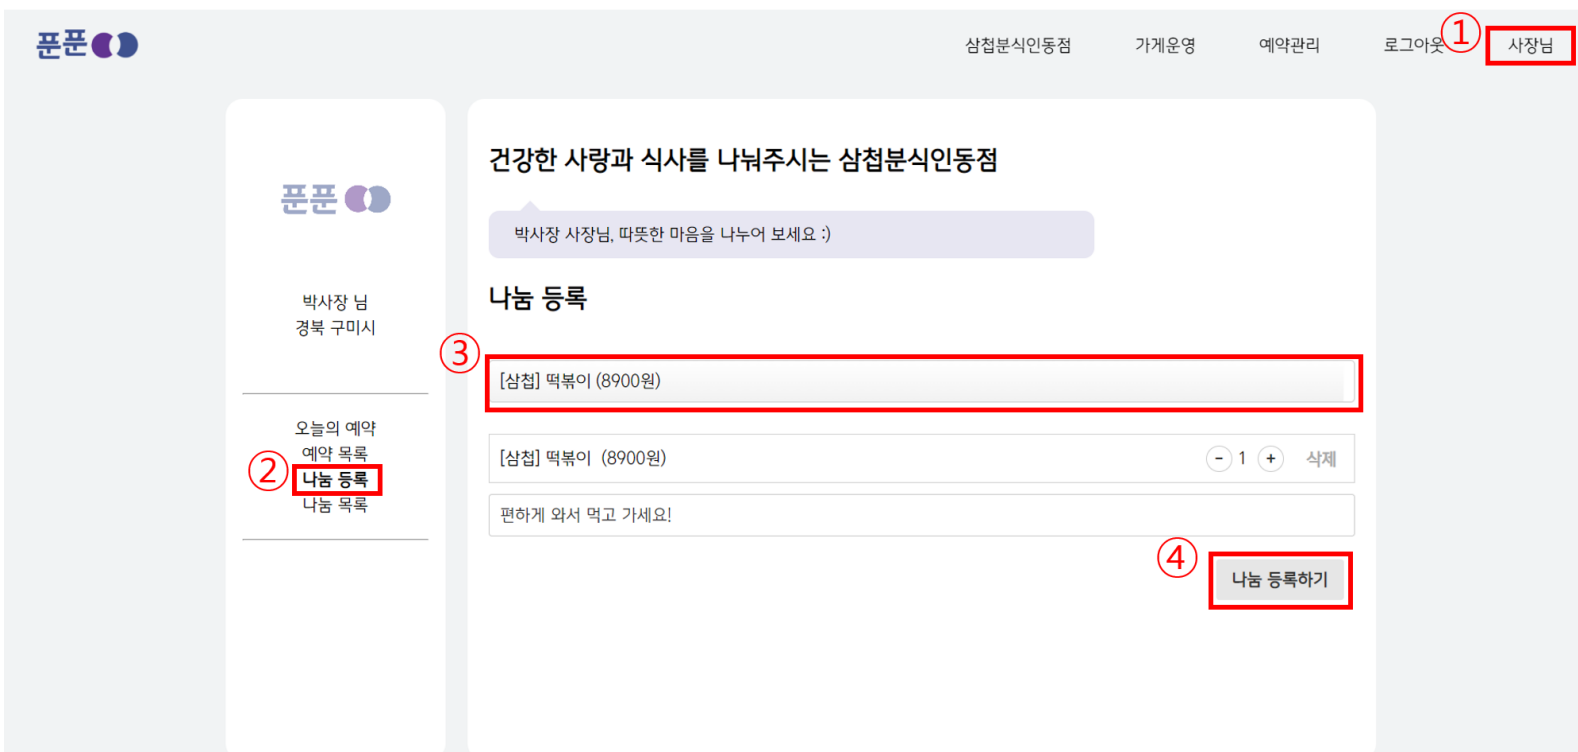 푼푼
삼첩분식인동점 가게운영 예약관리 로그아웃 ① 사장님
푼푼
박사장 님
경북 구미시
오늘의 예약
예약 목록
② 나눔 등록
나눔 목록
건강한 사랑과 식사를 나눠주시는 삼첩분식인동점
박사장 사장님, 따뜻한 마음을 나누어 보세요 :)
나눔 등록
③
[삼첩] 떡볶이 (8900원)
[삼첩] 떡볶이 (8900원) - 1 + 삭제
편하게 와서 먹고 가세요!
④ 나눔 등록하기